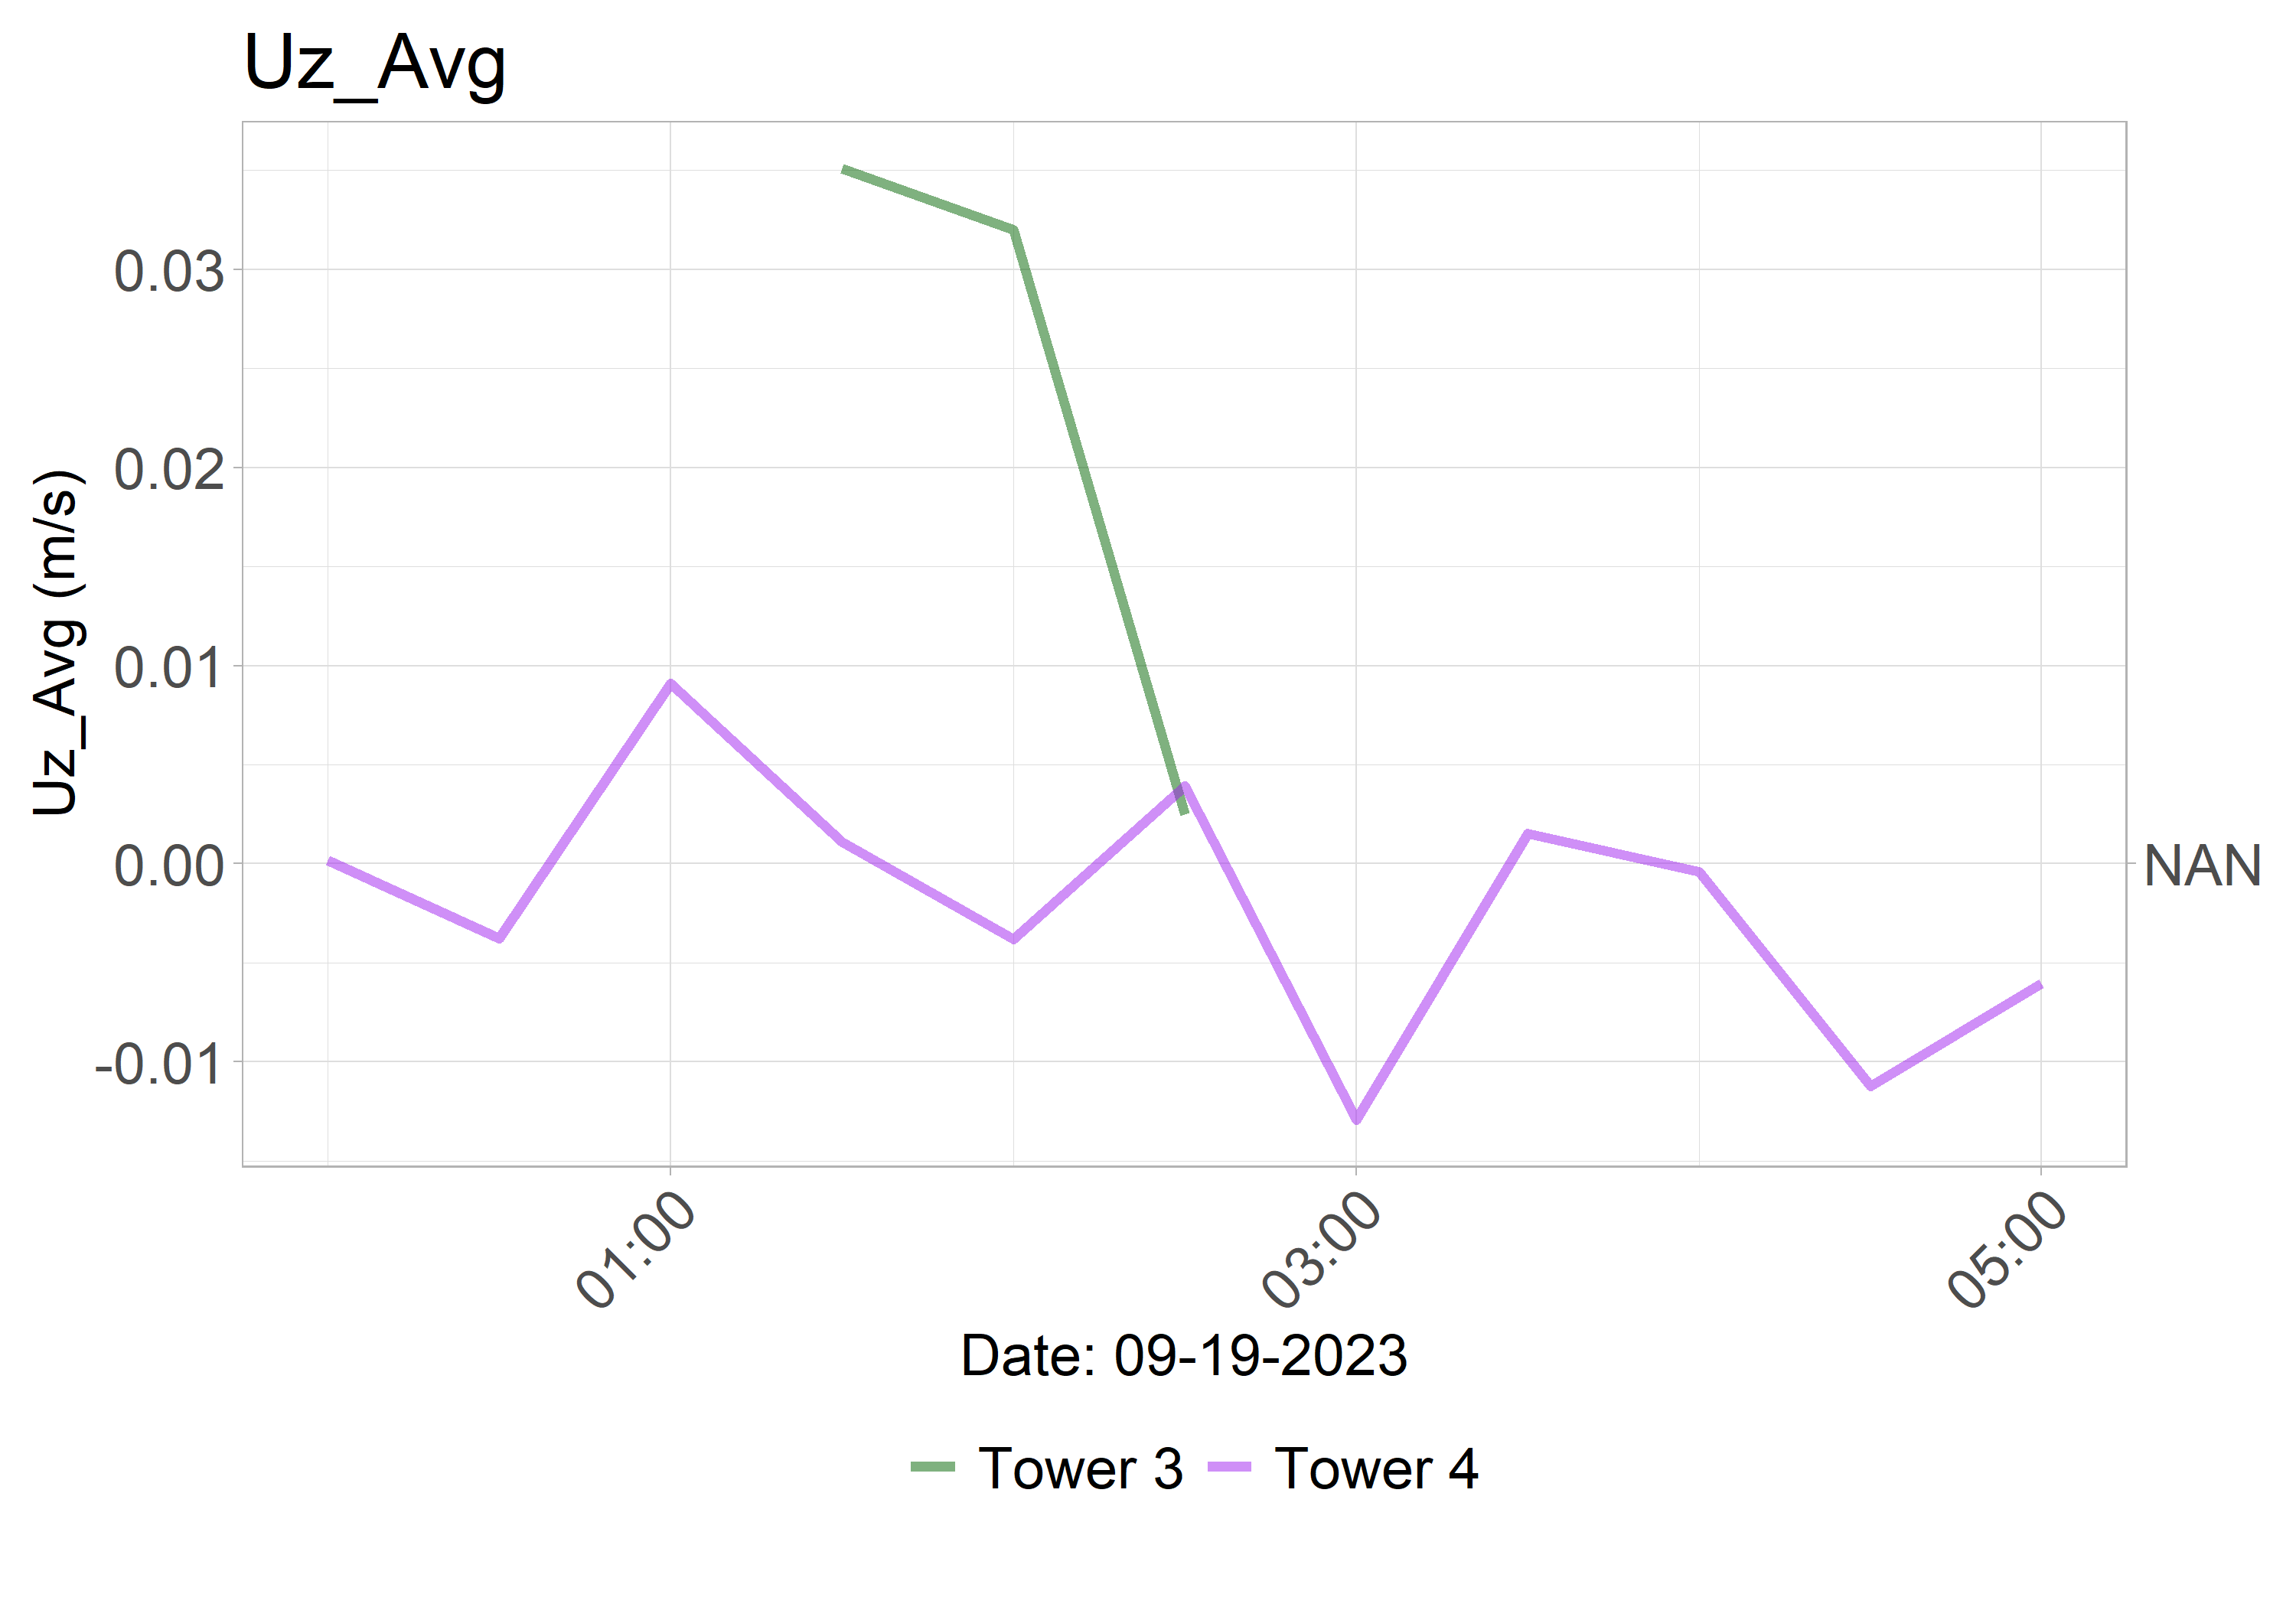 Uz_Avg
Uz_Avg (m/s)
0.03
0.02
0.01
0.00
-0.01
NAN
01:00
03:00
05:00
Date: 09-19-2023
Tower 3
Tower 4